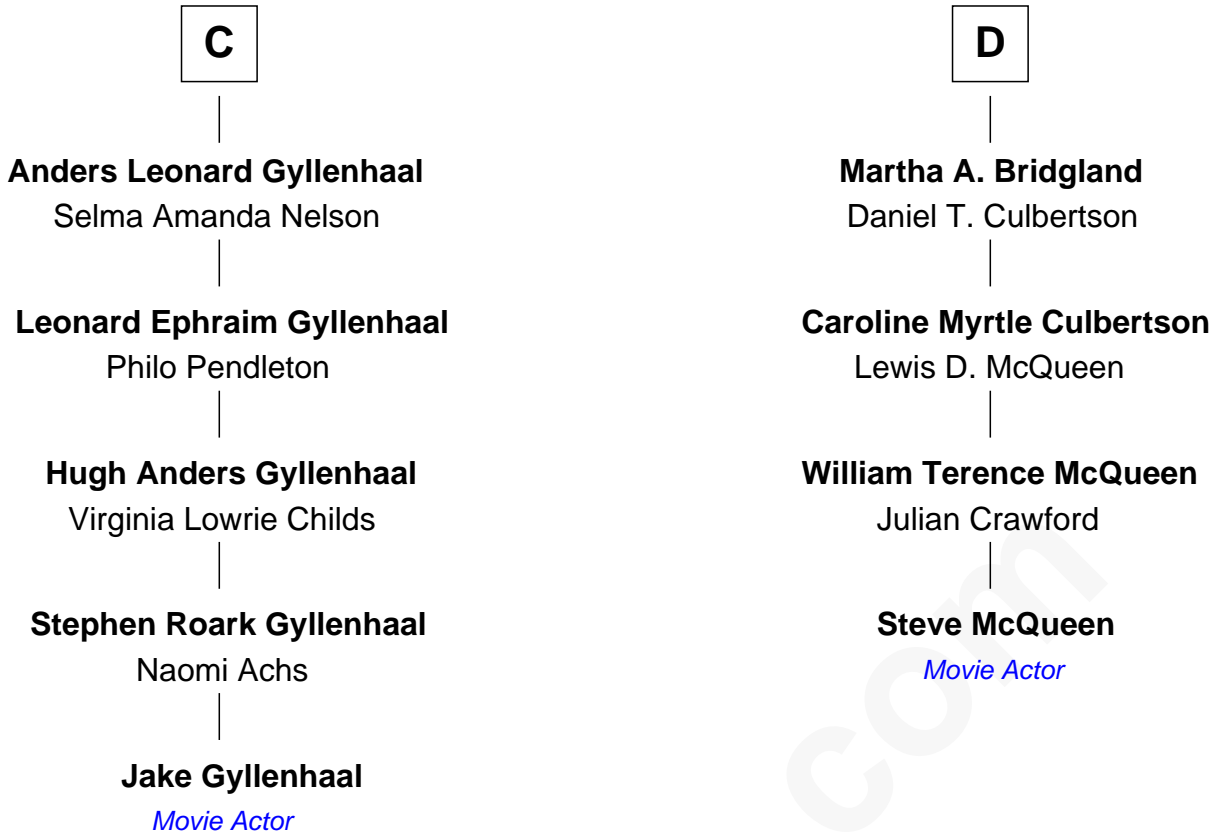 C
Anders Leonard Gyllenhaal
Selma Amanda Nelson
Leonard Ephraim Gyllenhaal
Philo Pendleton
Hugh Anders Gyllenhaal
Virginia Lowrie Childs
Stephen Roark Gyllenhaal
Naomi Achs
Jake Gyllenhaal
Movie Actor
D
Martha A. Bridgland
Daniel T. Culbertson
Caroline Myrtle Culbertson
Lewis D. McQueen
William Terence McQueen
Julian Crawford
Steve McQueen
Movie Actor
com